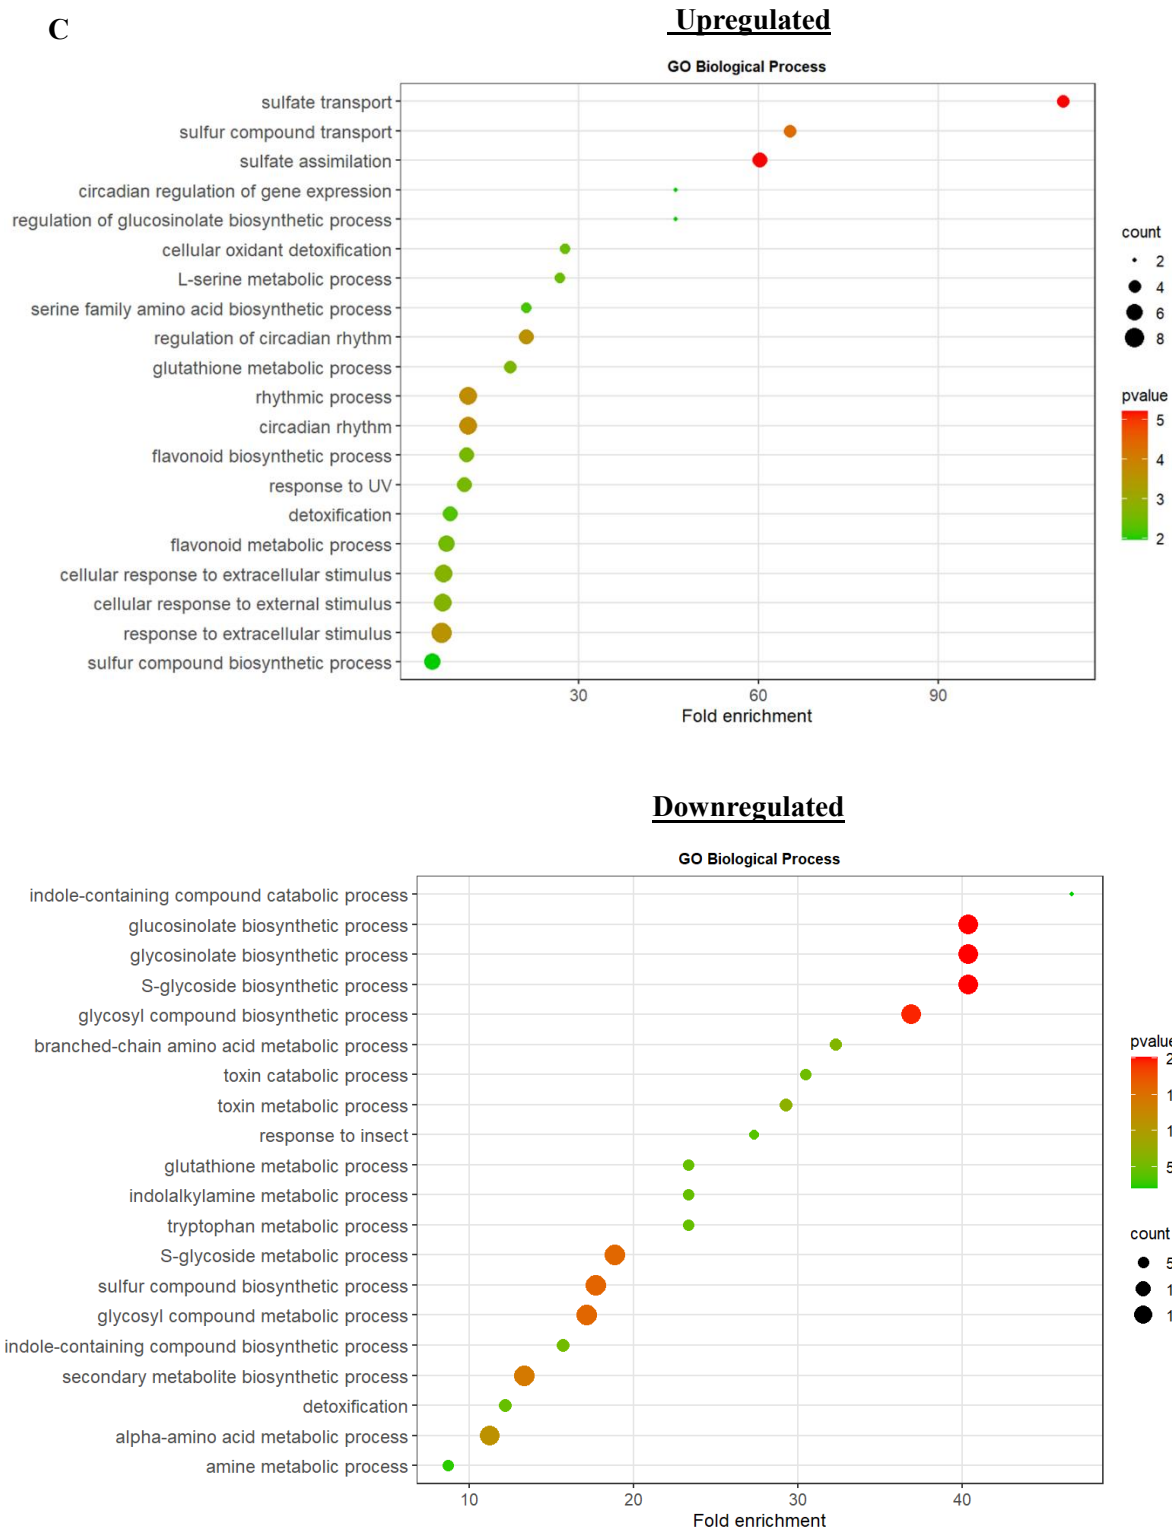 C
Upregulated
GO Biological Process
sulfate transport
sulfur compound transport
sulfate assimilation
circadian regulation of gene expression
regulation of glucosinolate biosynthetic process
cellular oxidant detoxification
L-serine metabolic process
serine family amino acid biosynthetic process
regulation of circadian rhythm
glutathione metabolic process
rhythmic process
circadian rhythm
flavonoid biosynthetic process
response to UV
detoxification
flavonoid metabolic process
cellular response to extracellular stimulus
cellular response to external stimulus
response to extracellular stimulus
sulfur compound biosynthetic process
30 60 90
Fold enrichment
count
2
4
6
8
pvalue
5
4
3
2
Downregulated
GO Biological Process
indole-containing compound catabolic process
glucosinolate biosynthetic process
glycosinolate biosynthetic process
S-glycoside biosynthetic process
glycosyl compound biosynthetic process
branched-chain amino acid metabolic process
toxin catabolic process
toxin metabolic process
response to insect
glutathione metabolic process
indolalkylamine metabolic process
tryptophan metabolic process
S-glycoside metabolic process
sulfur compound biosynthetic process
glycosyl compound metabolic process
indole-containing compound biosynthetic process
secondary metabolite biosynthetic process
detoxification
alpha-amino acid metabolic process
amine metabolic process
10 20 30 40
Fold enrichment
pvalue
2
1
1
5
count
5
1
1